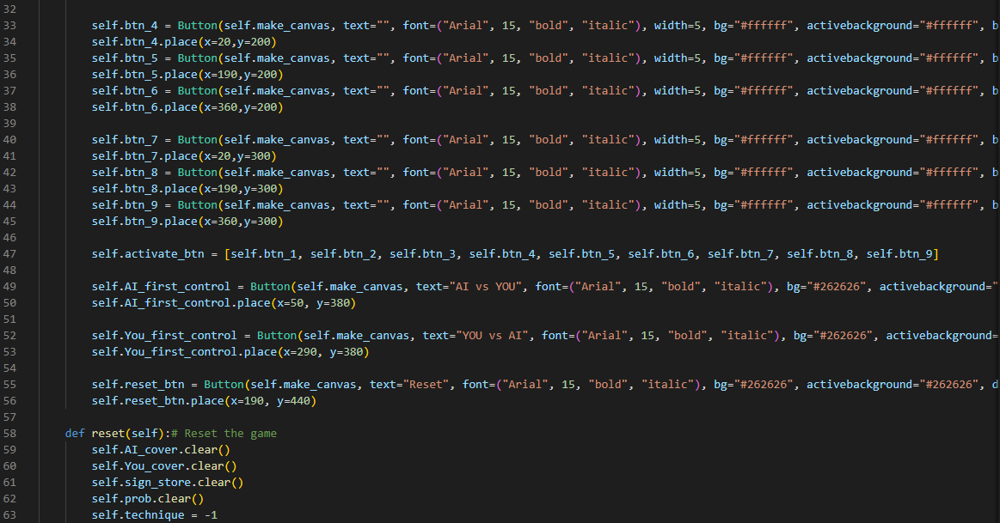 32
33 self.btn_4 = Button(self.make_canvas, text="", font=("Arial", 15, "bold", "italic"), width=5, bg="#ffffff", activebackground="#ffffff", b
34 self.btn_4.place(x=20,y=200)
35 self.btn_5 = Button(self.make_canvas, text="", font=("Arial", 15, "bold", "italic"), width=5, bg="#ffffff", activebackground="#ffffff", b
36 self.btn_5.place(x=190,y=200)
37 self.btn_6 = Button(self.make_canvas, text="", font=("Arial", 15, "bold", "italic"), width=5, bg="#ffffff", activebackground="#ffffff", b
38 self.btn_6.place(x=360,y=200)
39
40 self.btn_7 = Button(self.make_canvas, text="", font=("Arial", 15, "bold", "italic"), width=5, bg="#ffffff", activebackground="#ffffff", b
41 self.btn_7.place(x=20,y=300)
42 self.btn_8 = Button(self.make_canvas, text="", font=("Arial", 15, "bold", "italic"), width=5, bg="#ffffff", activebackground="#ffffff", b
43 self.btn_8.place(x=190,y=300)
44 self.btn_9 = Button(self.make_canvas, text="", font=("Arial", 15, "bold", "italic"), width=5, bg="#ffffff", activebackground="#ffffff", b
45 self.btn_9.place(x=360,y=300)
46
47 self.activate_btn = [self.btn_1, self.btn_2, self.btn_3, self.btn_4, self.btn_5, self.btn_6, self.btn_7, self.btn_8, self.btn_9]
48
49 self.AI_first_control = Button(self.make_canvas, text="AI vs YOU", font=("Arial", 15, "bold", "italic"), bg="#262626", activebackground="
50 self.AI_first_control.place(x=50, y=380)
51
52 self.You_first_control = Button(self.make_canvas, text="YOU vs AI", font=("Arial", 15, "bold", "italic"), bg="#262626", activebackground=
53 self.You_first_control.place(x=290, y=380)
54
55 self.reset_btn = Button(self.make_canvas, text="Reset", font=("Arial", 15, "bold", "italic"), bg="#262626", activebackground="#262626", d
56 self.reset_btn.place(x=190, y=440)
57
58 def reset(self):# Reset the game
59 self.AI_cover.clear()
60 self.You_cover.clear()
61 self.sign_store.clear()
62 self.prob.clear()
63 self.technique = -1